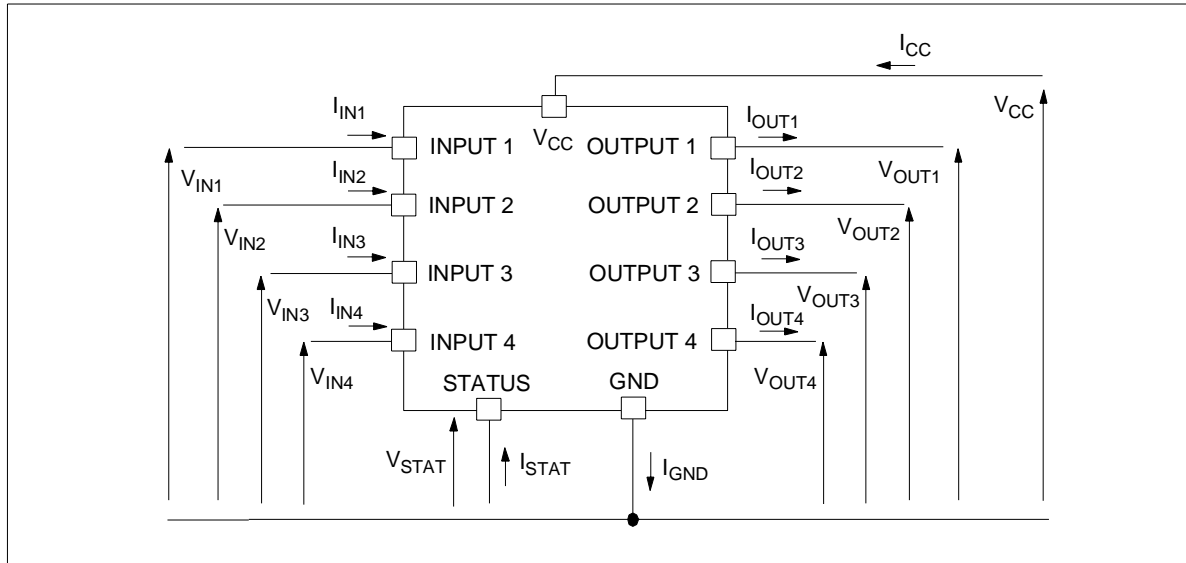 I_CC
V_CC
I_IN1
V_CC
I_OUT1
INPUT 1
OUTPUT 1
V_IN1
I_IN2
I_OUT2
V_OUT1
INPUT 2
OUTPUT 2
V_IN2
I_IN3
I_OUT3
V_OUT2
INPUT 3
OUTPUT 3
V_IN3
I_IN4
I_OUT4
V_OUT3
INPUT 4
OUTPUT 4
V_IN4
V_OUT4
STATUS
GND
V_STAT
I_STAT
I_GND